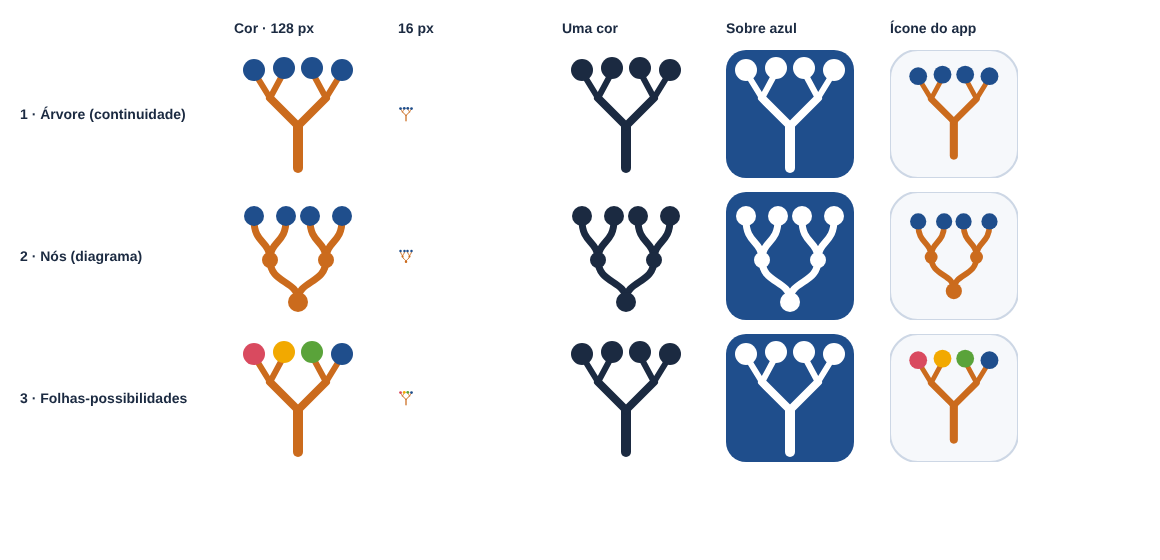 Cor · 128 px
16 px
Uma cor
Sobre azul
Ícone do app
1 · Árvore (continuidade)
2 · Nós (diagrama)
3 · Folhas-possibilidades